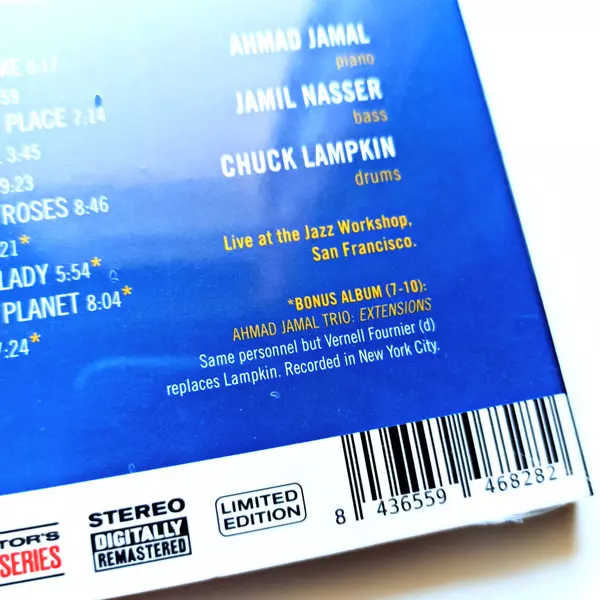 ME 5:17
:59
PLACE 7:14
3:45
9:23
ROSES 8:46
21*
LADY 5:54*
PLANET 8:04*
7:24*
AHMAD JAMAL
piano
JAMIL NASSER
bass
CHUCK LAMPKIN
drums
Live at the Jazz Workshop,
San Francisco.
*BONUS ALBUM (7-10):
AHMAD JAMAL TRIO: EXTENSIONS
Same personnel but Vernell Fournier (d)
replaces Lampkin. Recorded in New York City.
TOR'S
SERIES
STEREO
DIGITALLY
REMASTERED
LIMITED
EDITION
8 436559 468282